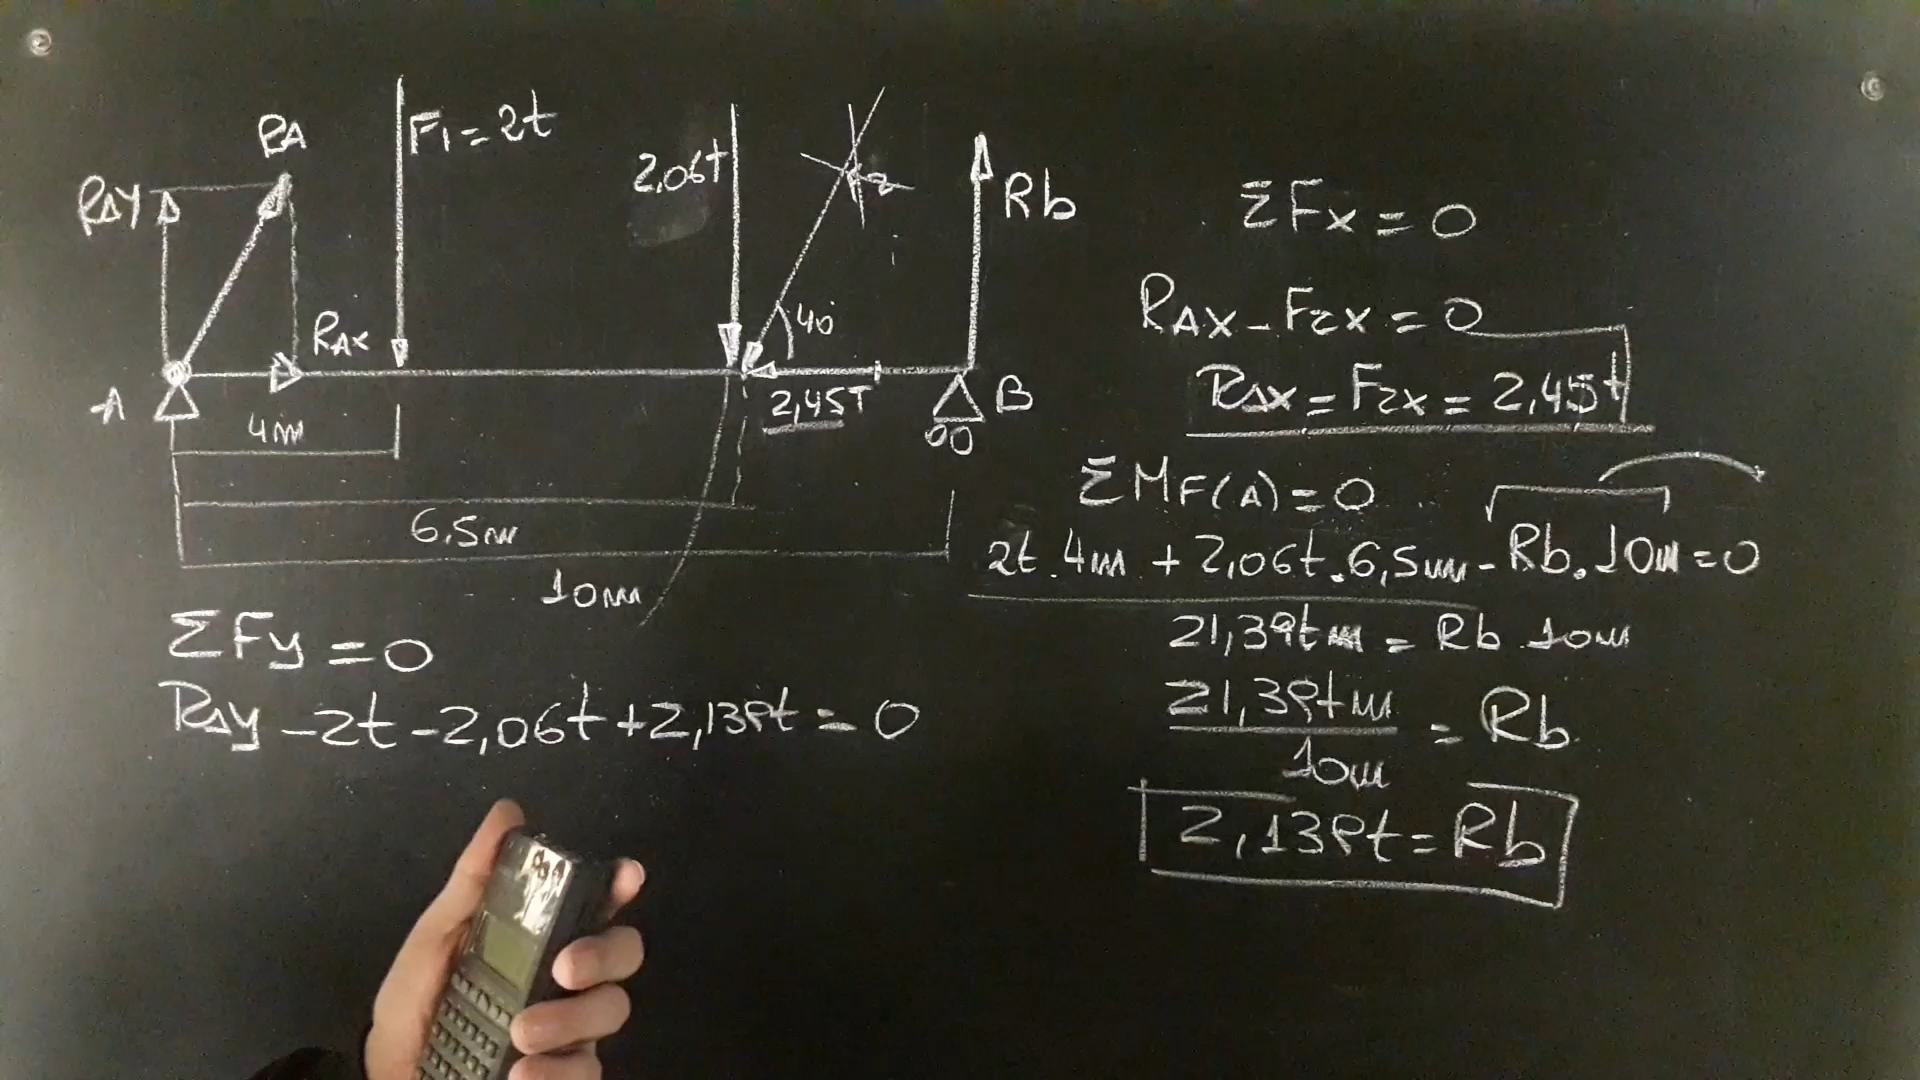 RA
F1=2t
RAy
2,06t
Rb
RAx
40
A
4m
2,45T
B
6.5m
10m
ΣFy=0
RAy-2t-2,06t+2,139t=0
ΣFx=0
RAX-F2X=0
RAX=F2X=2,45t
ΣMF(A)=0
2t.4m+2,06t.6,5m-Rb.10m=0
21,39tm=Rb.10m
21,39tm
=Rb
10m
2,139t=Rb